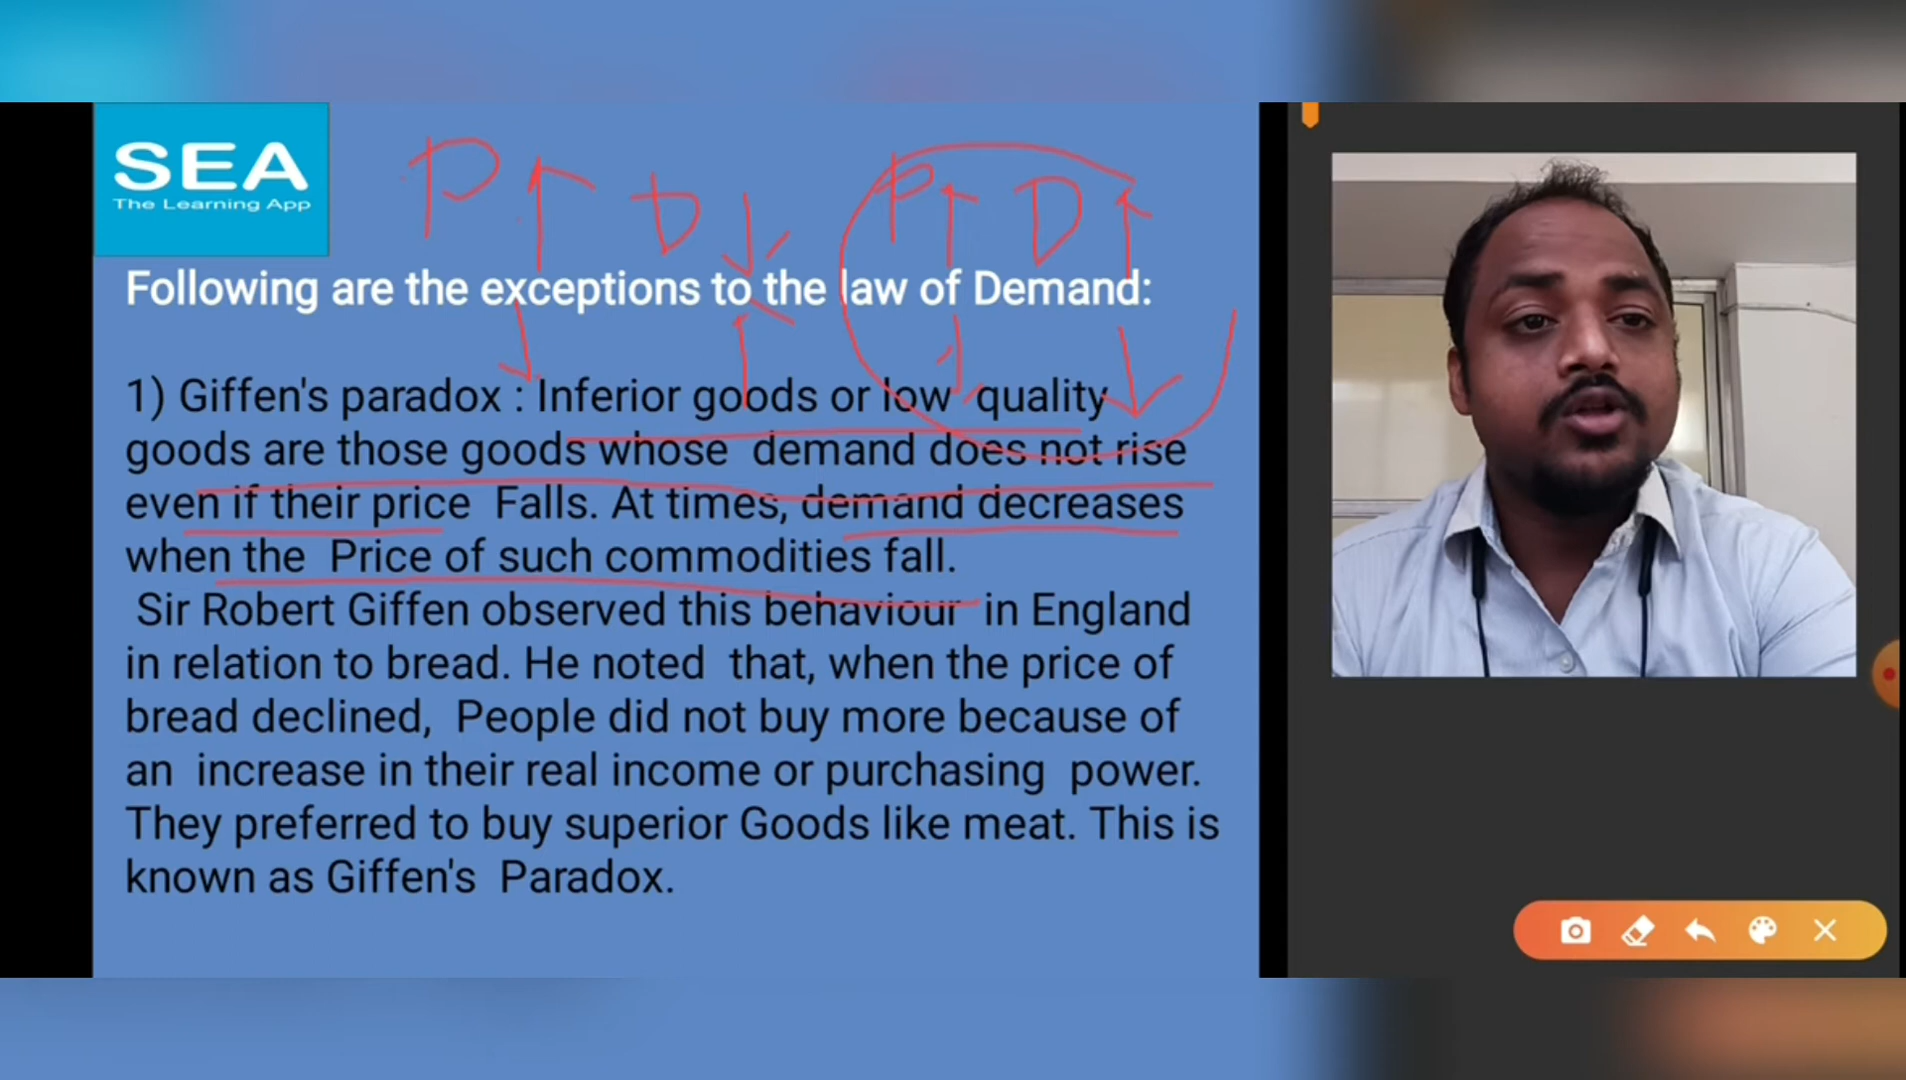 SEA
The Learning App
P D P D
Following are the exceptions to the law of Demand:
1) Giffen's paradox : Inferior goods or low quality
goods are those goods whose demand does not rise
even if their price Falls. At times, demand decreases
when the Price of such commodities fall.
Sir Robert Giffen observed this behaviour in England
in relation to bread. He noted that, when the price of
bread declined, People did not buy more because of
an increase in their real income or purchasing power.
They preferred to buy superior Goods like meat. This is
known as Giffen's Paradox.